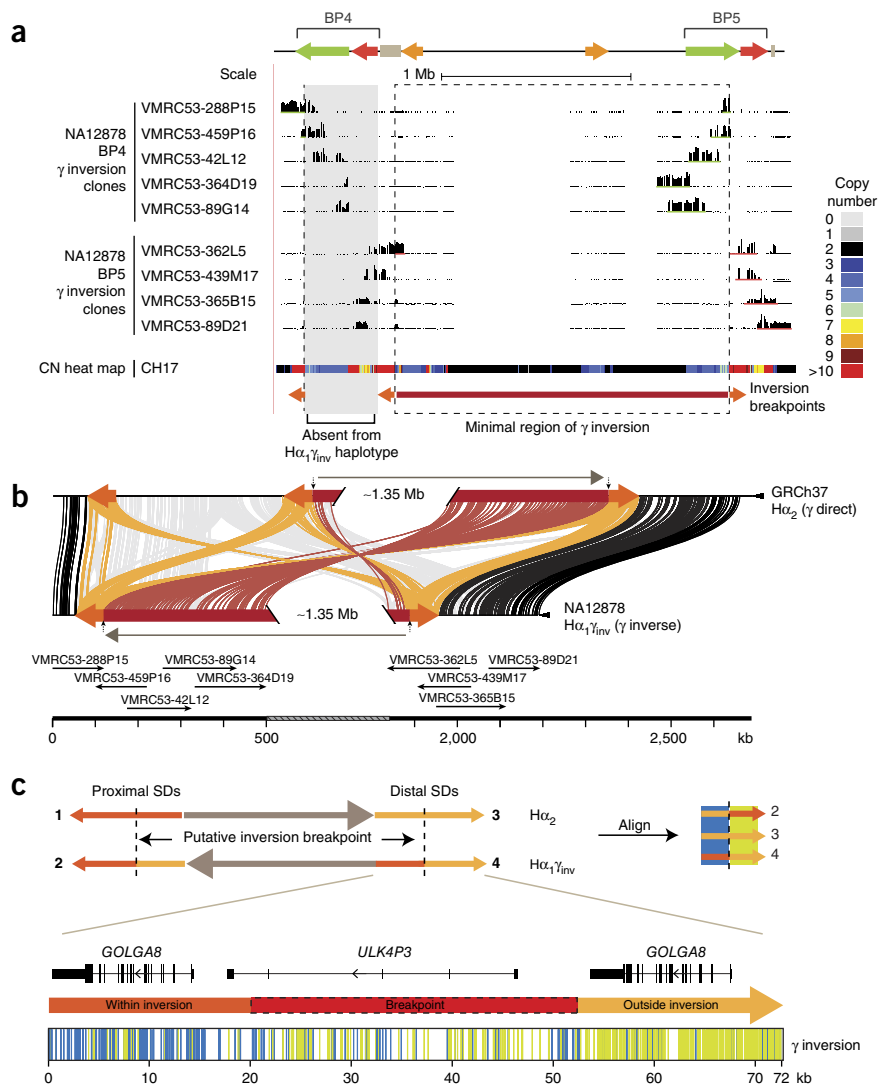 a
BP4
BP5
Scale
1 Mb
NA12878
BP4
γ inversion
clones
VMRC53-288P15
VMRC53-459P16
VMRC53-42L12
VMRC53-364D19
VMRC53-89G14
NA12878
BP5
γ inversion
clones
VMRC53-362L5
VMRC53-439M17
VMRC53-365B15
VMRC53-89D21
Copy
number
0
1
2
3
4
5
6
7
8
9
>10
CN heat map
CH17
Inversion
breakpoints
Absent from
Hα1γinv haplotype
Minimal region of γ inversion
b
~1.35 Mb
GRCh37
Hα2 (γ direct)
~1.35 Mb
NA12878
Hα1γinv (γ inverse)
VMRC53-288P15
VMRC53-89G14
VMRC53-362L5
VMRC53-89D21
VMRC53-459P16
VMRC53-364D19
VMRC53-439M17
VMRC53-42L12
VMRC53-365B15
0
500
2,000
2,500
kb
c
Proximal SDs
Distal SDs
1
3
Hα2
Putative inversion breakpoint
2
4
Hα1γinv
Align
2
3
4
GOLGA8
ULK4P3
GOLGA8
Within inversion
Breakpoint
Outside inversion
γ inversion
0
10
20
30
40
50
60
70
72
kb